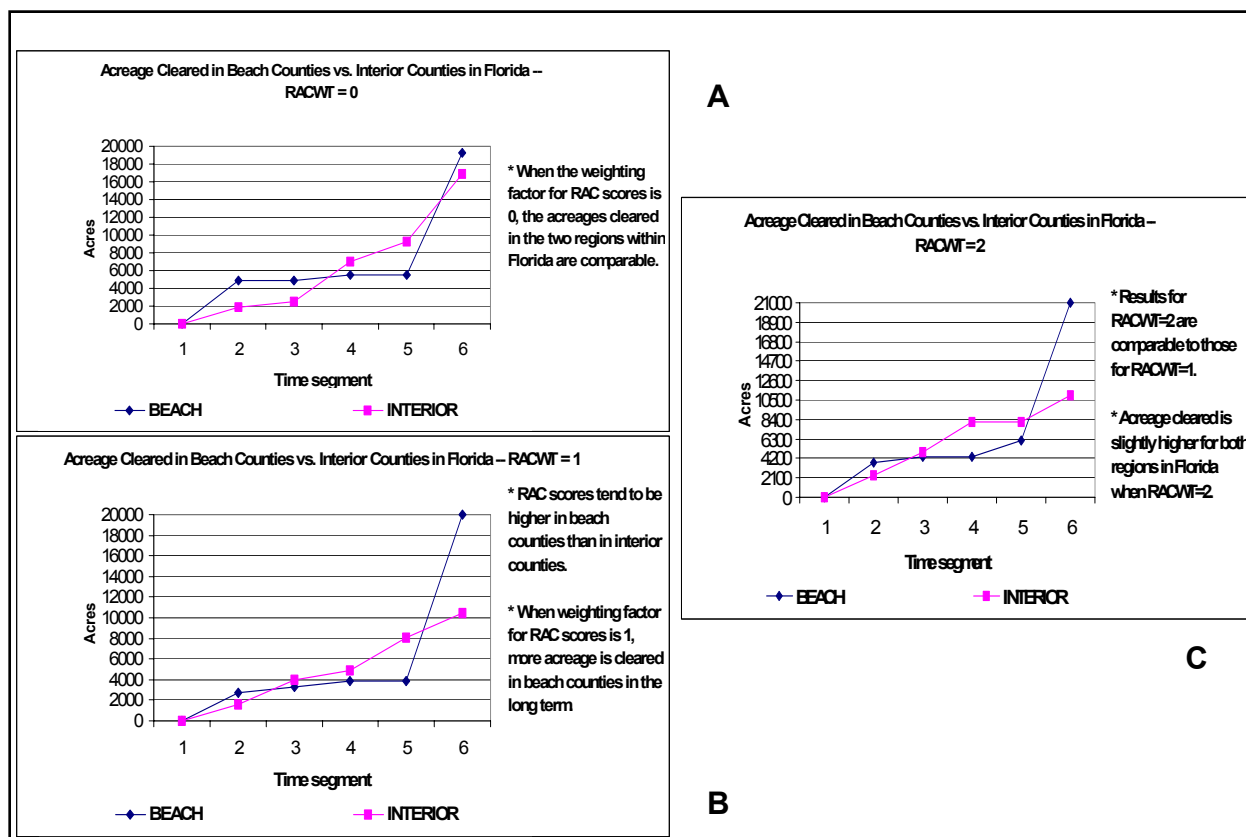 Acreage Cleared in Beach Counties vs. Interior Counties in Florida --
RACWT = 0
20000
18000
16000
14000
12000
10000
8000
6000
4000
2000
0
Acres
1 2 3 4 5 6
Time segment
BEACH INTERIOR
* When the weighting
factor for RAC scores is
0, the acreages cleared
in the two regions within
Florida are comparable.
A
Acreage Cleared in Beach Counties vs. Interior Counties in Florida -- RACWT = 1
20000
18000
16000
14000
12000
10000
8000
6000
4000
2000
0
Acres
1 2 3 4 5 6
Time segment
BEACH INTERIOR
* RAC scores tend to be
higher in beach
counties than in interior
counties.
* When weighting factor
for RAC scores is 1,
more acreage is cleared
in beach counties in the
long term
B
Acreage Cleared in Beach Counties vs. Interior Counties in Florida --
RACWT = 2
21000
18900
16800
14700
12600
10500
8400
6300
4200
2100
0
Acres
1 2 3 4 5 6
Time segment
BEACH INTERIOR
* Results for
RACWT=2 are
comparable to those
for RACWT=1.
* Acreage cleared is
slightly higher for both
regions in Florida
when RACWT=2.
C